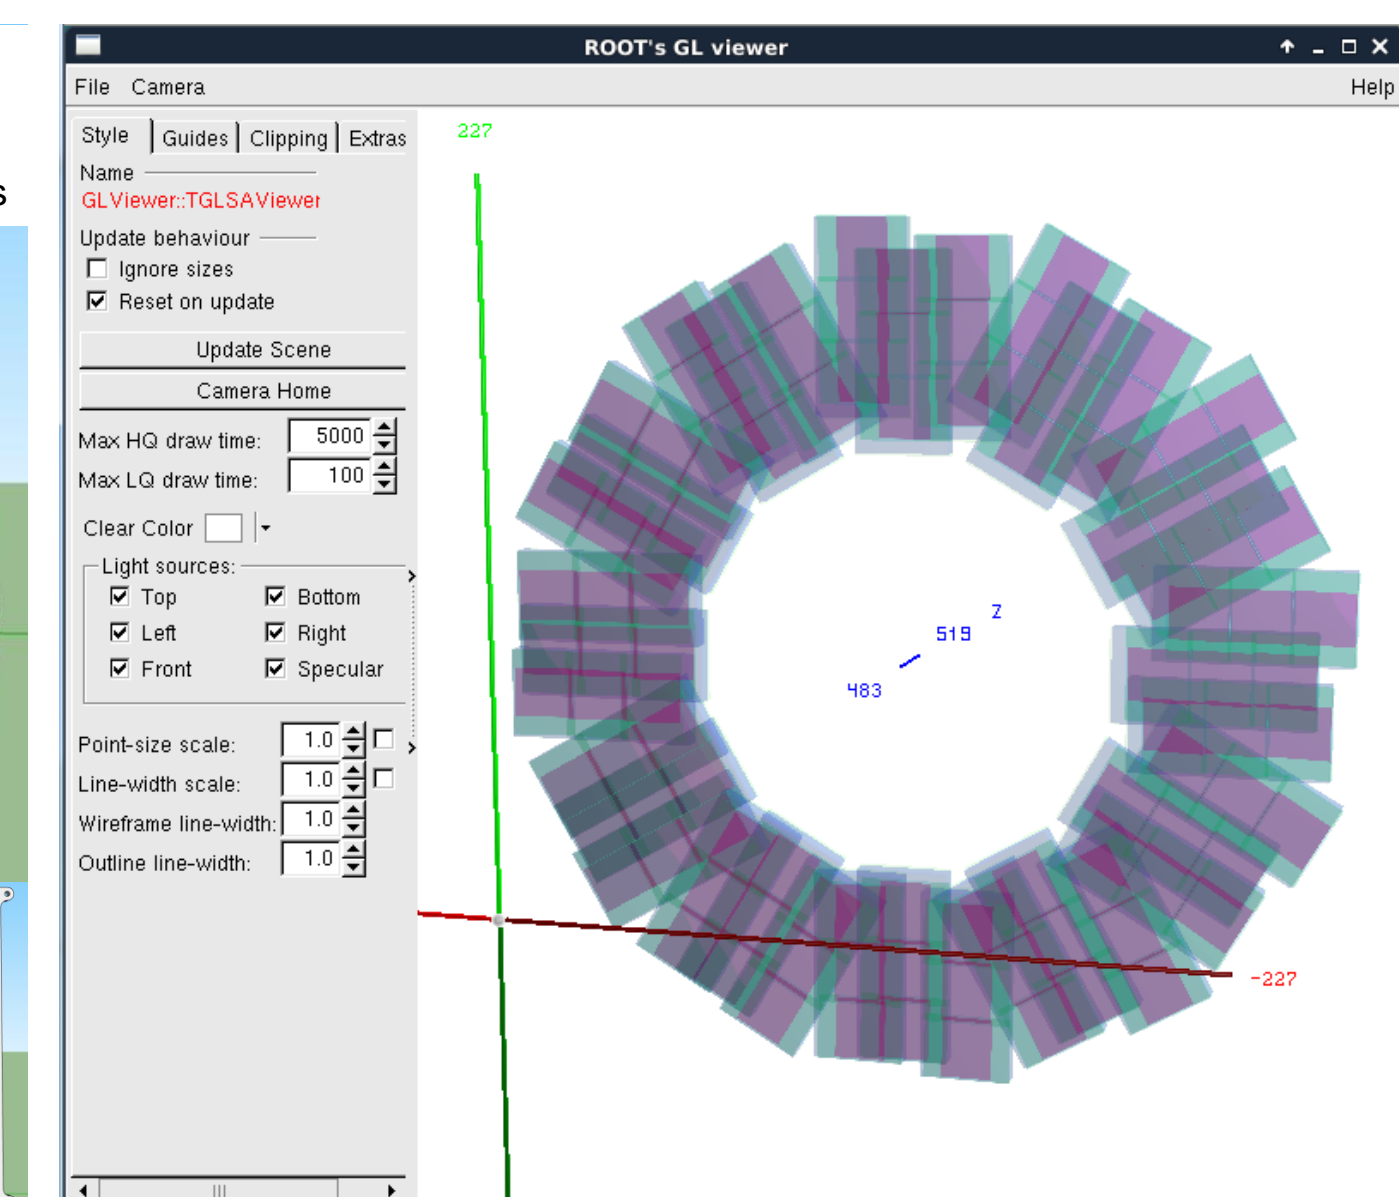 s
ROOT's GL viewer
File Camera Help
Style Guides Clipping Extras
Name
GLViewer::TGLSAViewer
Update behaviour
Ignore sizes
Reset on update
Update Scene
Camera Home
Max HQ draw time: 5000
Max LQ draw time: 100
Clear Color
Light sources:
Top Bottom
Left Right
Front Specular
Point-size scale: 1.0
Line-width scale: 1.0
Wireframe line-width: 1.0
Outline line-width: 1.0
227
Z
519
483
-227